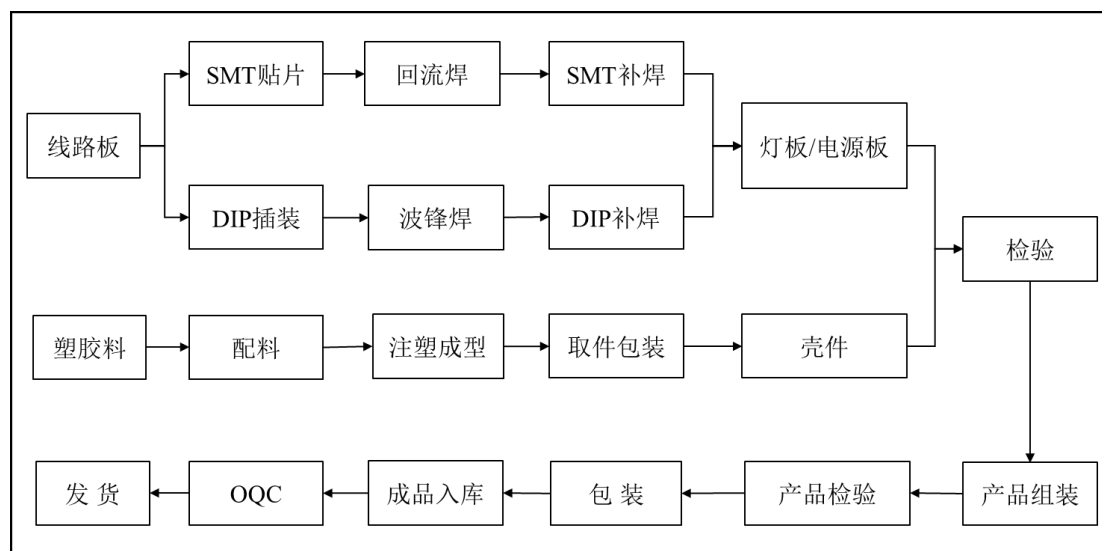 SMT贴片
回流焊
SMT补焊
线路板
灯板/电源板
DIP插装
波锋焊
DIP补焊
检验
塑胶料
配料
注塑成型
取件包装
壳件
发 货
OQC
成品入库
包 装
产品检验
产品组装